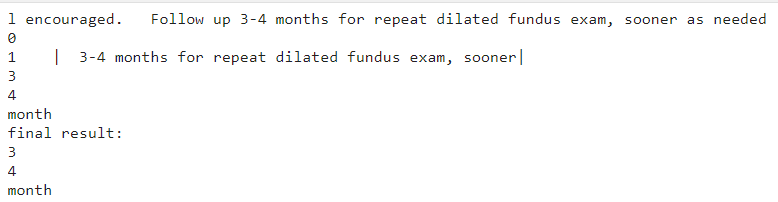 l encouraged.   Follow up 3-4 months for repeat dilated fundus exam, sooner as needed
0
1    |  3-4 months for repeat dilated fundus exam, sooner|
3
4
month
final result:
3
4
month